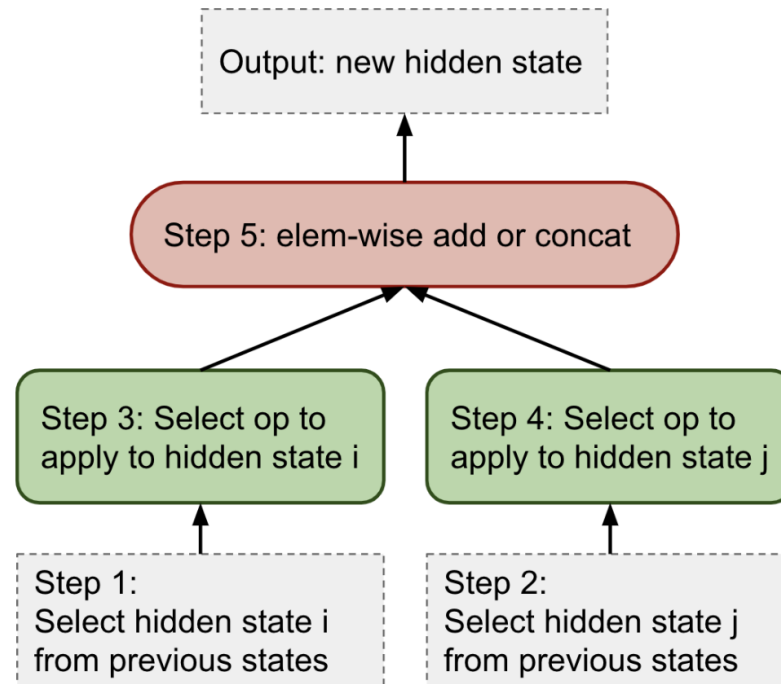 Output: new hidden state
Step 5: elem-wise add or concat
Step 3: Select op to
apply to hidden state i
Step 4: Select op to
apply to hidden state j
Step 1:
Select hidden state i
from previous states
Step 2:
Select hidden state j
from previous states